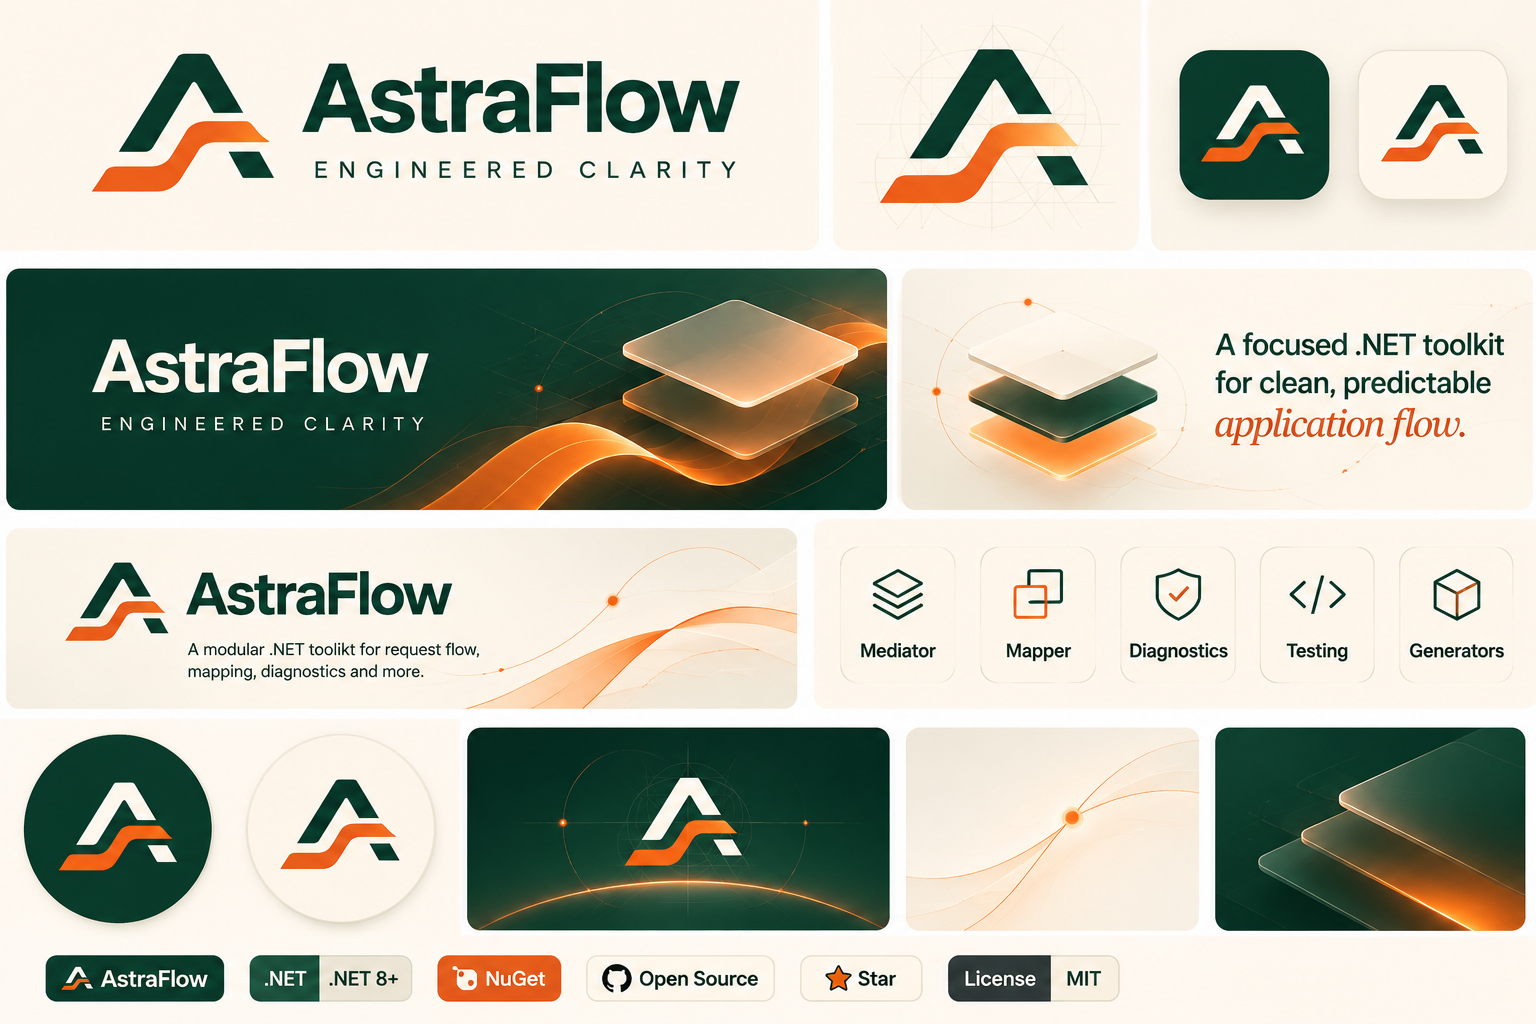 AstraFlow
ENGINEERED CLARITY
AstraFlow
ENGINEERED CLARITY
A focused .NET toolkit
for clean, predictable
application flow.
AstraFlow
A modular .NET toolikt for request flow,
mapping, diagnostics and more.
Mediator
Mapper
Diagnostics
Testing
Generators
AstraFlow
.NET
.NET 8+
NuGet
Open Source
Star
License
MIT